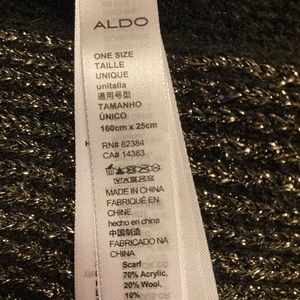 ALDO
ONE SIZE
TAILLE
UNIQUE
unitalla
通用号型
TAMANHO
ÚNICO
160cm x 25cm
RN# 82384
CA# 14383
MADE IN CHINA
FABRIQUÉ EN
CHINE
hecho en china
中国制造
FABRICADO NA
CHINA
Scarf
70% Acrylic,
20% Wool,
10%